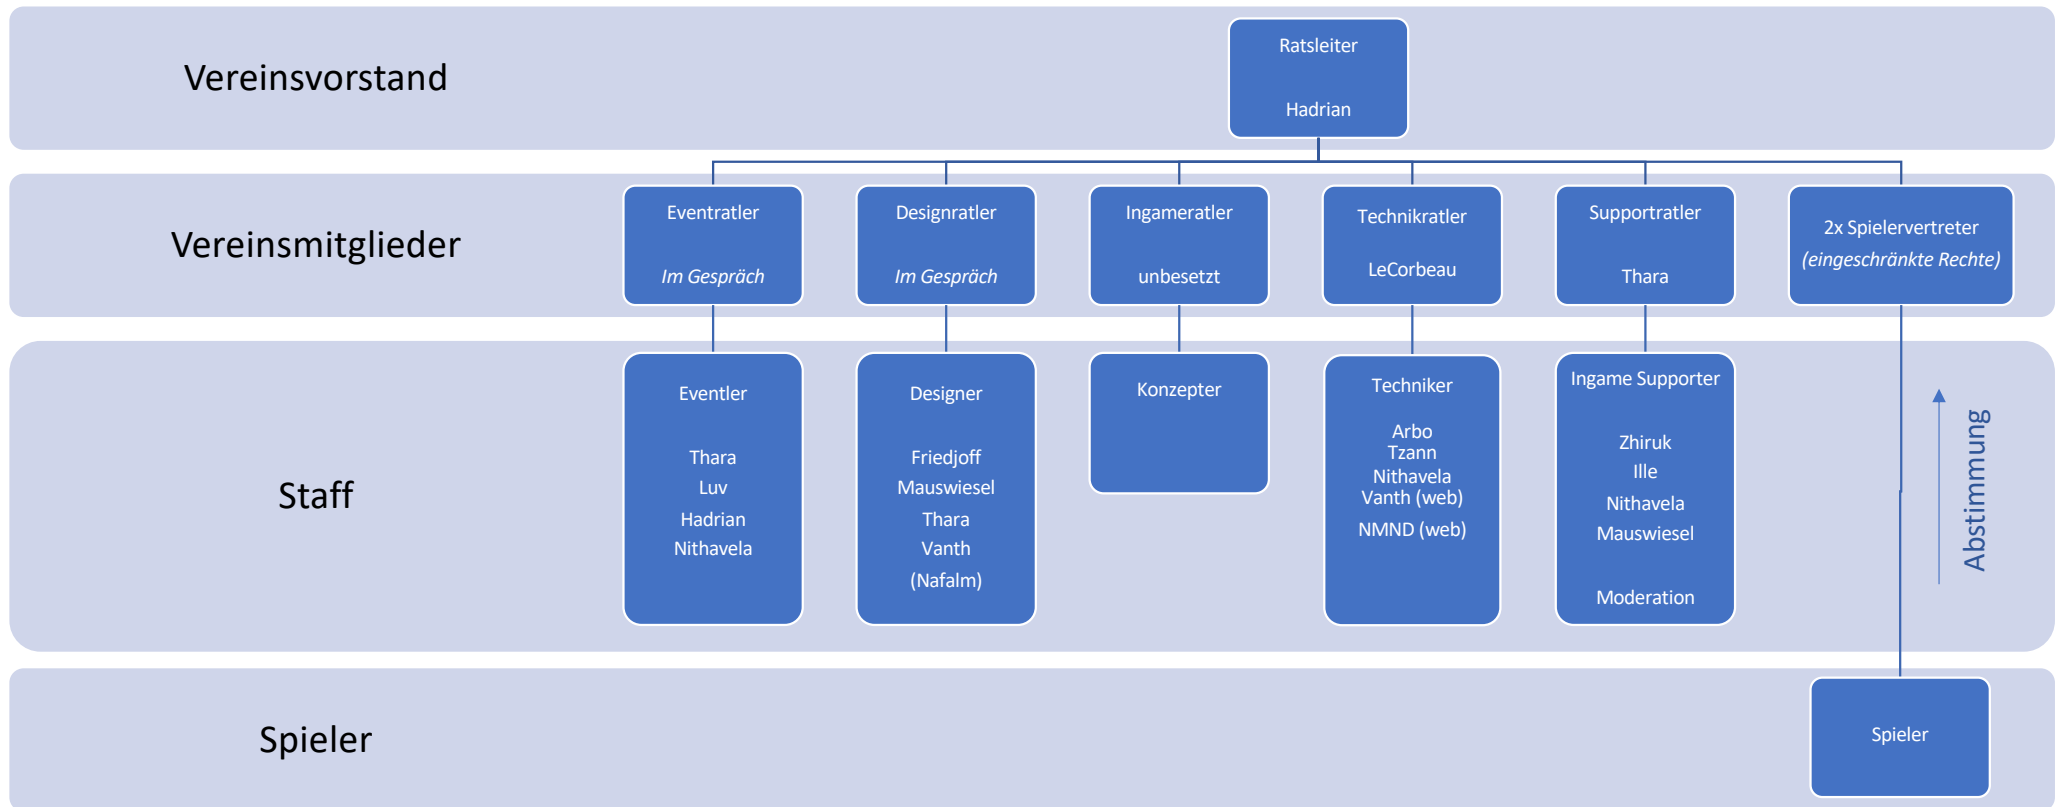 Vereinsvorstand
Ratsleiter
Hadrian
Vereinsmitglieder
Eventratler
Im Gespräch
Designratler
Im Gespräch
Ingameratler
unbesetzt
Technikratler
LeCorbeau
Supportratler
Thara
2x Spielervertreter
(eingeschränkte Rechte)
Staff
Eventler
Thara
Luv
Hadrian
Nithavela
Designer
Friedjoff
Mauswiesel
Thara
Vanth
(Nafalm)
Konzepter
Techniker
Arbo
Tzann
Nithavela
Vanth (web)
NMND (web)
Ingame Supporter
Zhiruk
Ille
Nithavela
Mauswiesel
Moderation
Abstimmung
Spieler
Spieler